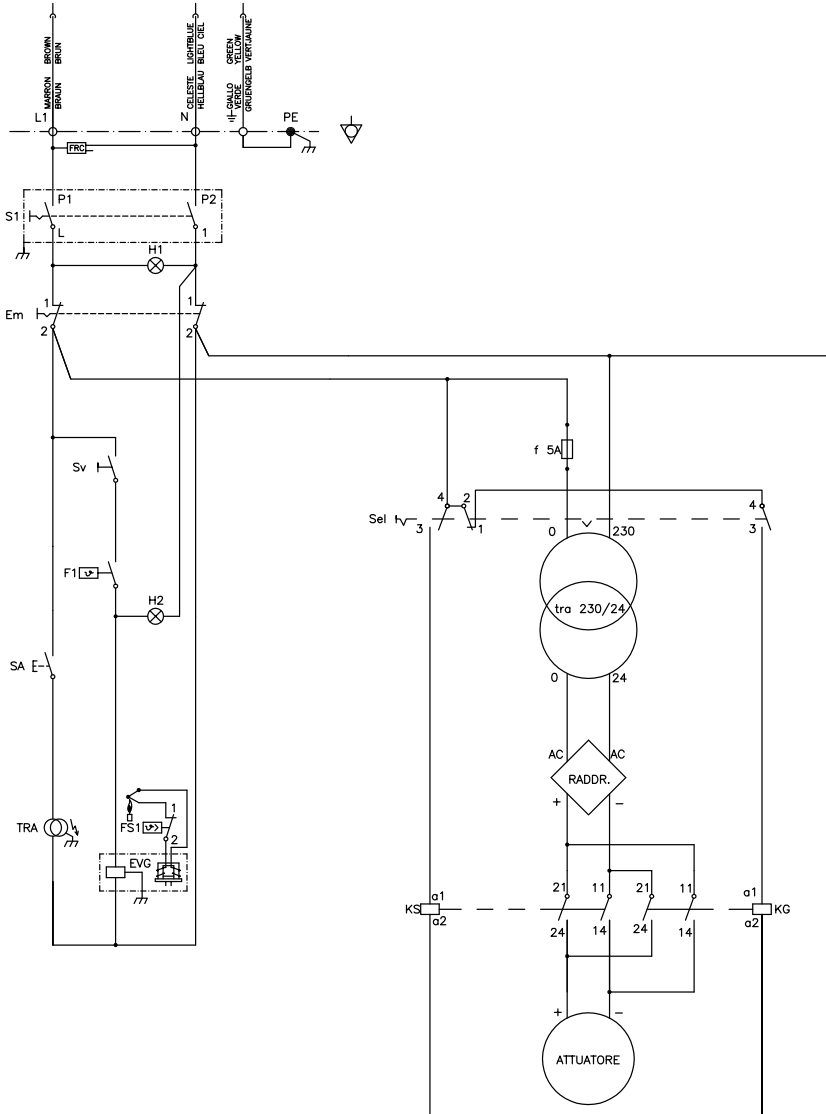 MARRON BROWN
BRAUN BRUN
CELESTE LIGHTBLUE
HELLBLAU BLEU CIEL
GIALLO GREEN
VERDE YELLOW
GRUENGELB VERTJAUNE
L1
N
PE
FRC
P1
P2
S1
L
1
H1
Em
1
1
2
2
f 5A
Sv
4
2
4
Sel
3
1
3
0
230
F1
H2
tra 230/24
SA
0
24
AC
AC
RADDR.
+
–
1
TRA
FS1
2
EVG
21
11
21
11
a1
a1
KS
KG
a2
a2
24
14
24
14
+
–
ATTUATORE